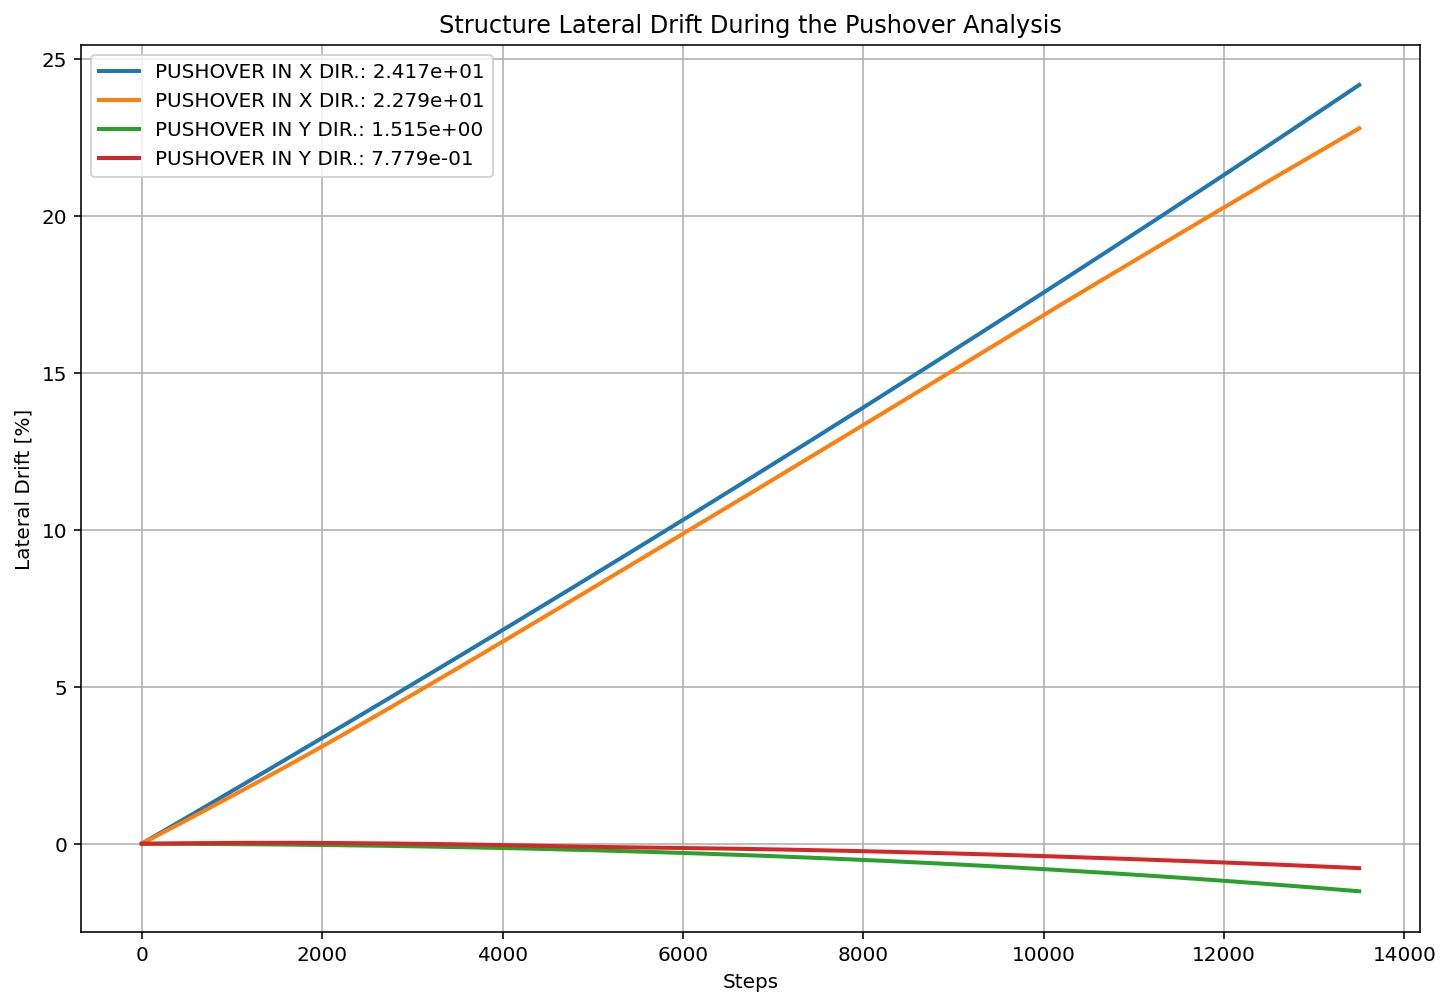 Structure Lateral Drift During the Pushover Analysis
PUSHOVER IN X DIR.: 2.417e+01
PUSHOVER IN X DIR.: 2.279e+01
PUSHOVER IN Y DIR.: 1.515e+00
PUSHOVER IN Y DIR.: 7.779e-01
25
20
15
10
5
0
Lateral Drift [%]
0 2000 4000 6000 8000 10000 12000 14000
Steps